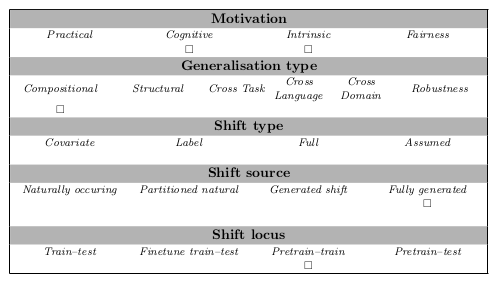 Motivation
Practical Cognitive Intrinsic Fairness
□ □
Generalisation type
Compositional Structural Cross Task Cross Language Cross Domain Robustness
□
Shift type
Covariate Label Full Assumed
Shift source
Naturally occuring Partitioned natural Generated shift Fully generated
□
Shift locus
Train–test Finetune train–test Pretrain–train Pretrain–test
□